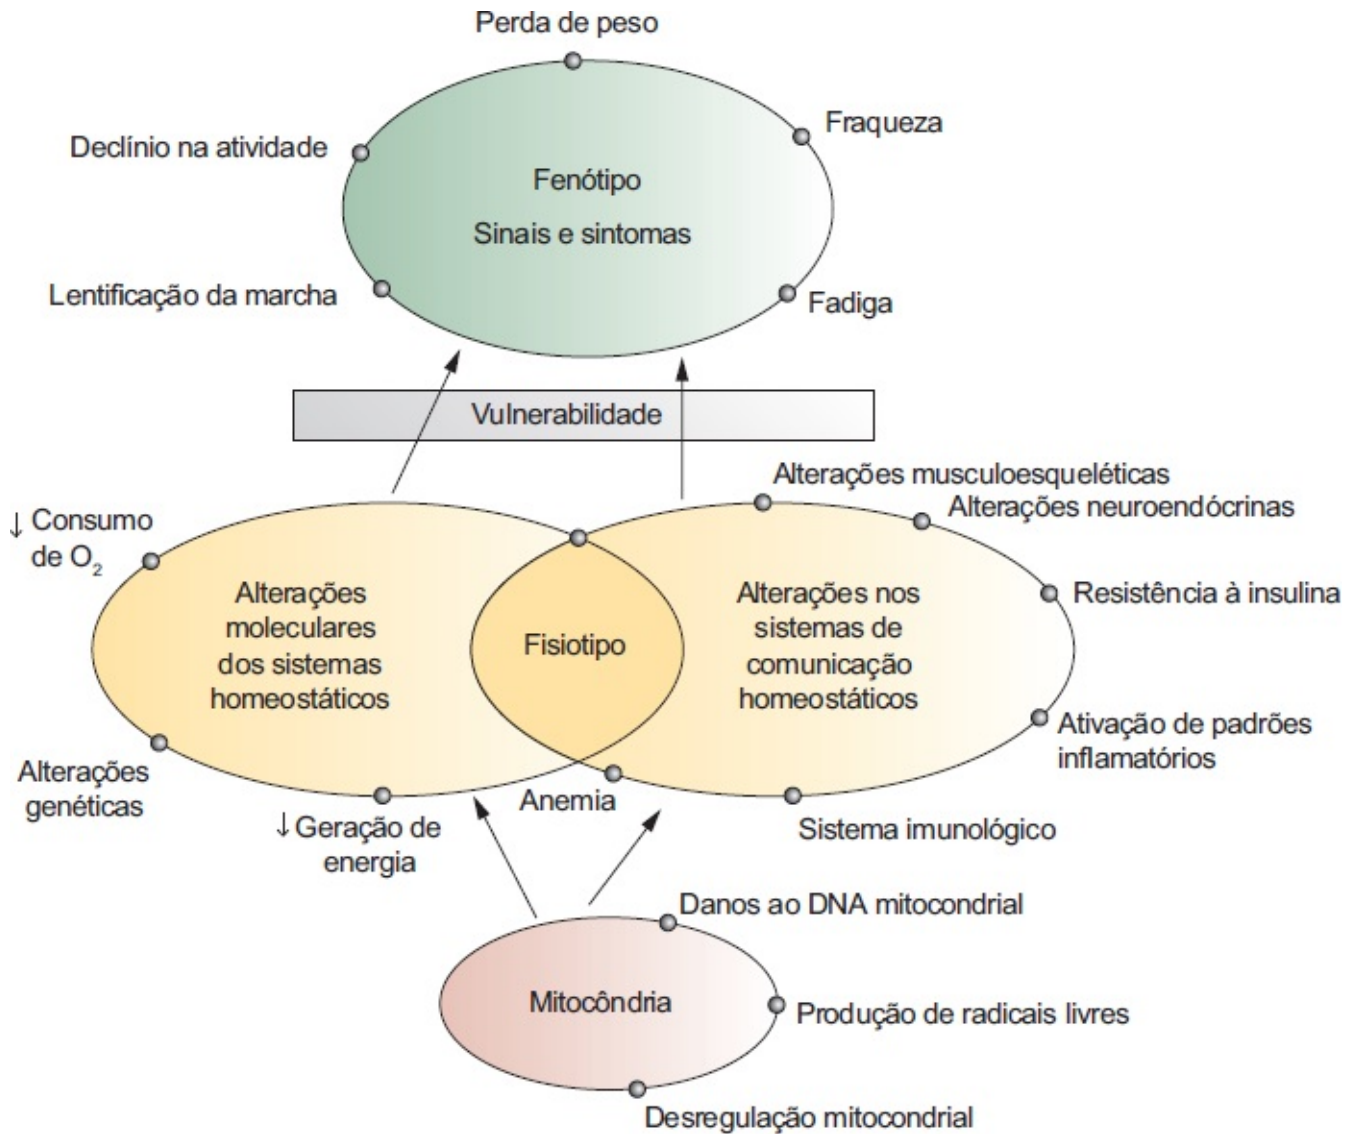 Perda de peso
Fraqueza
Declínio na atividade
Fenótipo
Sinais e sintomas
Lentificação da marcha
Fadiga
Vulnerabilidade
Alterações musculoesqueléticas
Alterações neuroendócrinas
↓ Consumo
de O₂
Resistência à insulina
Alterações
moleculares
dos sistemas
homeostáticos
Fisiotipo
Alterações nos
sistemas de
comunicação
homeostáticos
Ativação de padrões
inflamatórios
Alterações
genéticas
Anemia
↓ Geração de
energia
Sistema imunológico
Danos ao DNA mitocondrial
Mitocôndria
Produção de radicais livres
Desregulação mitocondrial